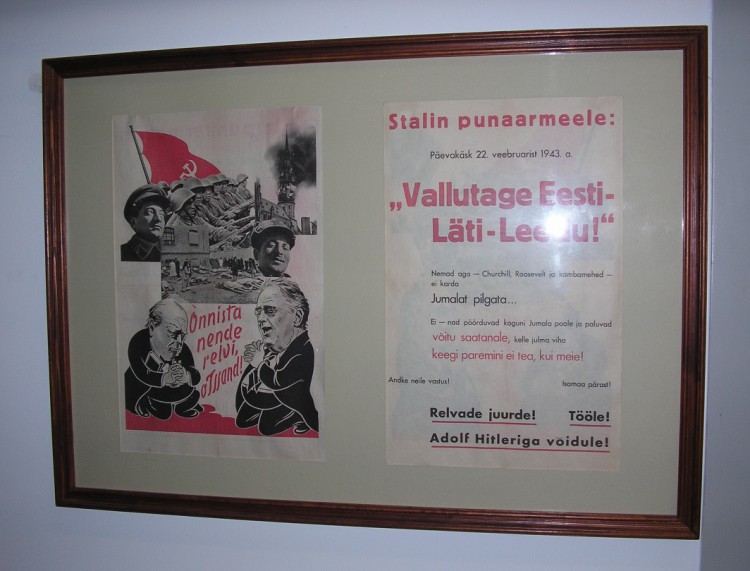 Õnnista
nende
relvi,
o Issand!
Stalin punaarmeele:
Päevakäsk 22. veebruarist 1943. a.
„Vallutage Eesti-
Läti-Leedu!“
Nemad aga — Churchill, Roosevelt ja kambamehed —
ei karda
Jumalat pilgata...
Ei — nad pöörduvad kaguni Jumala poole ja paluvad
võitu saatanale, kelle julma viha
keegi paremini ei tea, kui meie!
Andke neile vastus! Isamaa pärast!
Relvade juurde! Tööle!
Adolf Hitleriga võidule!